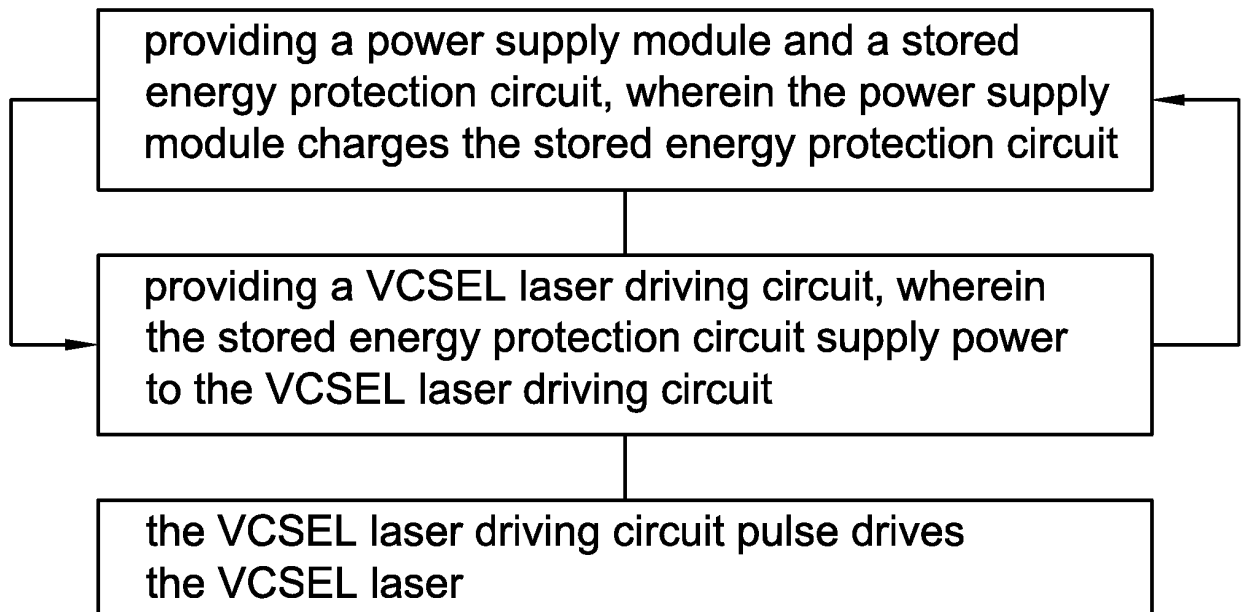 providing a power supply module and a stored
energy protection circuit, wherein the power supply
module charges the stored energy protection circuit
providing a VCSEL laser driving circuit, wherein
the stored energy protection circuit supply power
to the VCSEL laser driving circuit
the VCSEL laser driving circuit pulse drives
the VCSEL laser